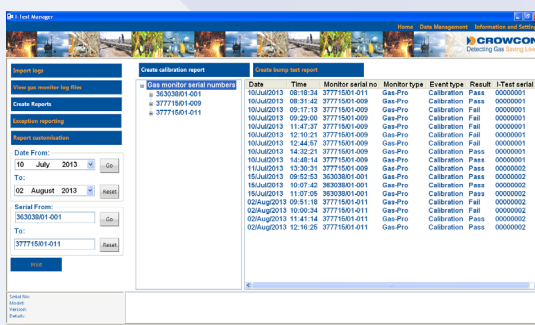 I-Test Manager
Home Data Management Information and Settin
CROWCON
Detecting Gas Saving Live
Import logs
View gas monitor log files
Create Reports
Exception reporting
Report customisation
Date From:
10 July 2013 Go
To:
02 August 2013 Reset
Serial From:
363038/01-001 Go
To:
377715/01-011 Reset
Print
Create calibration report Create bump test report
Gas monitor serial numbers
363038/01-001
377715/01-009
377715/01-011
Date Time Monitor serial no Monitor type Event type Result I-Test serial
10/Jul/2013 08:18:34 377715/01-011 Gas-Pro Calibration Pass 00000001
10/Jul/2013 08:31:42 377715/01-009 Gas-Pro Calibration Pass 00000001
10/Jul/2013 09:17:13 377715/01-009 Gas-Pro Calibration Fail 00000001
10/Jul/2013 09:29:00 377715/01-009 Gas-Pro Calibration Fail 00000001
10/Jul/2013 11:47:37 377715/01-009 Gas-Pro Calibration Fail 00000001
10/Jul/2013 12:10:21 377715/01-009 Gas-Pro Calibration Fail 00000001
10/Jul/2013 12:44:57 377715/01-009 Gas-Pro Calibration Fail 00000001
10/Jul/2013 14:32:21 377715/01-009 Gas-Pro Calibration Pass 00000001
10/Jul/2013 14:48:14 377715/01-009 Gas-Pro Calibration Pass 00000001
11/Jul/2013 13:30:31 377715/01-009 Gas-Pro Calibration Pass 00000002
15/Jul/2013 09:52:53 363038/01-001 Gas-Pro Calibration Pass 00000002
15/Jul/2013 10:07:42 363038/01-001 Gas-Pro Calibration Pass 00000002
15/Jul/2013 11:07:05 363038/01-001 Gas-Pro Calibration Pass 00000002
02/Aug/2013 09:51:18 377715/01-011 Gas-Pro Calibration Fail 00000002
02/Aug/2013 10:00:34 377715/01-011 Gas-Pro Calibration Fail 00000002
02/Aug/2013 11:41:14 377715/01-011 Gas-Pro Calibration Pass 00000002
02/Aug/2013 12:16:25 377715/01-011 Gas-Pro Calibration Pass 00000002
Serial No:
Model:
Version:
Details: